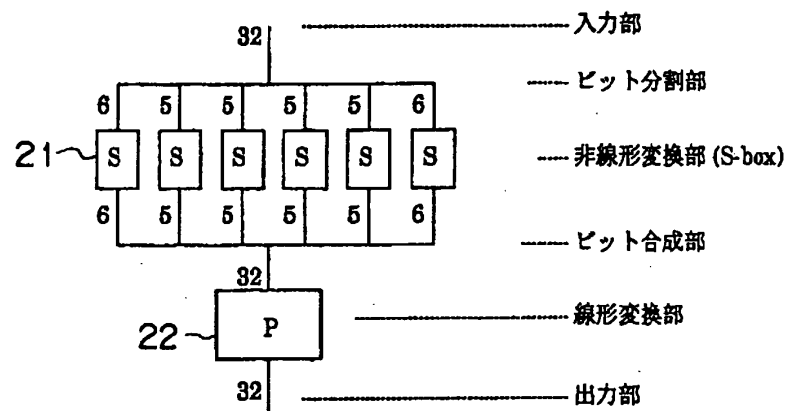 32 入力部
ビット分割部
6 5 5 5 5 6
21 S S S S S S 非線形変換部 (S-box)
6 5 5 5 5 6
ビット合成部
32
22 P 線形変換部
32 出力部